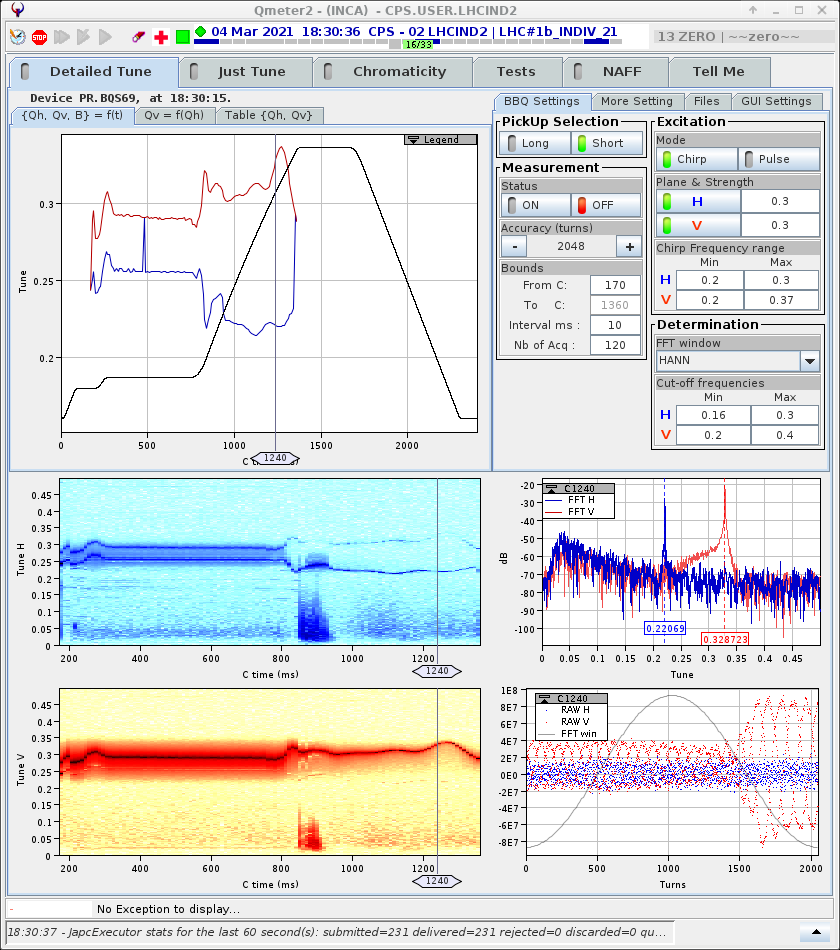 Qmeter2 - (INCA) - CPS.USER.LHCIND2
STOP
04 Mar 2021 18:30:36 CPS - 02 LHCIND2 | LHC#1b_INDIV_21
16/33
13 ZERO | ~~zero~~
Detailed Tune
Just Tune
Chromaticity
Tests
NAFF
Tell Me
Device PR.BQS69, at 18:30:15.
{Qh, Qv, B} = f(t)
Qv = f(Qh)
Table {Qh, Qv}
Legend
Tune
0.3
0.25
0.2
0
500
1000
1500
2000
1240
BBQ Settings
More Setting
Files
GUI Settings
PickUp Selection
Long
Short
Measurement
Status
ON
OFF
Accuracy (turns)
-
2048
+
Bounds
From C:
170
To C:
1360
Interval ms :
10
Nb of Acq :
120
Excitation
Mode
Chirp
Pulse
Plane & Strength
H
0.3
V
0.3
Chirp Frequency range
Min
Max
H
0.2
0.3
V
0.2
0.37
Determination
FFT window
HANN
Cut-off frequencies
Min
Max
H
0.16
0.3
V
0.2
0.4
Tune H
0.45
0.4
0.35
0.3
0.25
0.2
0.15
0.1
0.05
0
200
400
600
800
1000
1200
C time (ms)
1240
dB
-20
-30
-40
-50
-60
-70
-80
-90
-100
C1240
FFT H
FFT V
0.22069
0.328723
0
0.05
0.1
0.15
0.2
0.25
0.3
0.35
0.4
0.45
Tune
Tune V
0.45
0.4
0.35
0.3
0.25
0.2
0.15
0.1
0.05
0
200
400
600
800
1000
1200
C time (ms)
1240
1E8
8E7
6E7
4E7
2E7
0E0
-2E7
-4E7
-6E7
-8E7
C1240
RAW H
RAW V
FFT win
0
500
1000
1500
2000
Turns
-
No Exception to display...
18:30:37 - JapcExecutor stats for the last 60 second(s): submitted=231 delivered=231 rejected=0 discarded=0 qu...